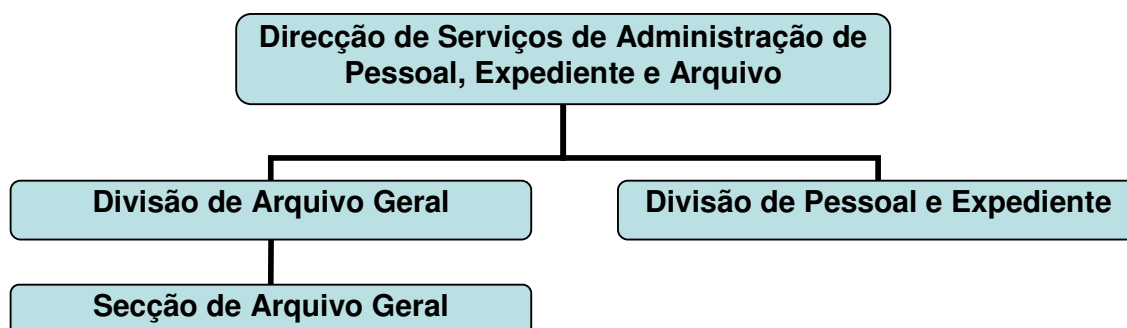 Direcção de Serviços de Administração de
Pessoal, Expediente e Arquivo
Divisão de Arquivo Geral
Divisão de Pessoal e Expediente
Secção de Arquivo Geral